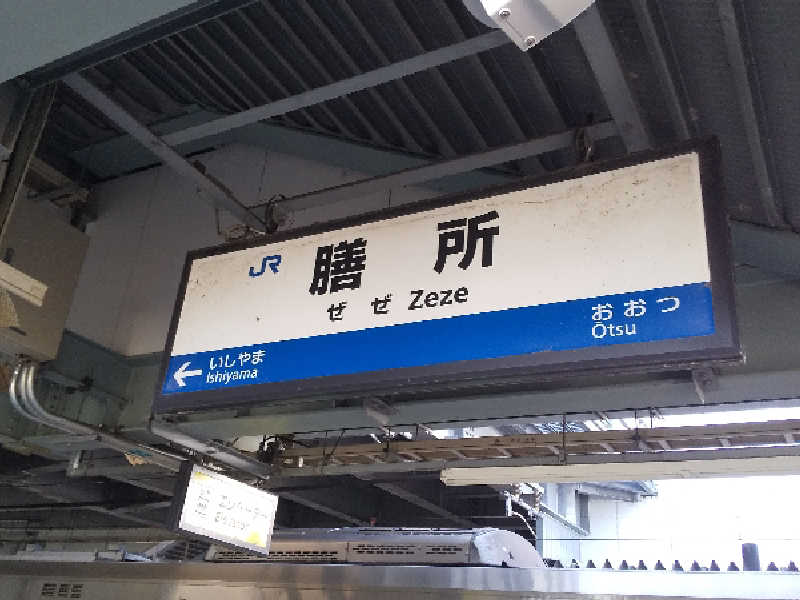 JR 膳所
ぜぜ Zeze
いしやま
Ishiyama
おおつ
Otsu